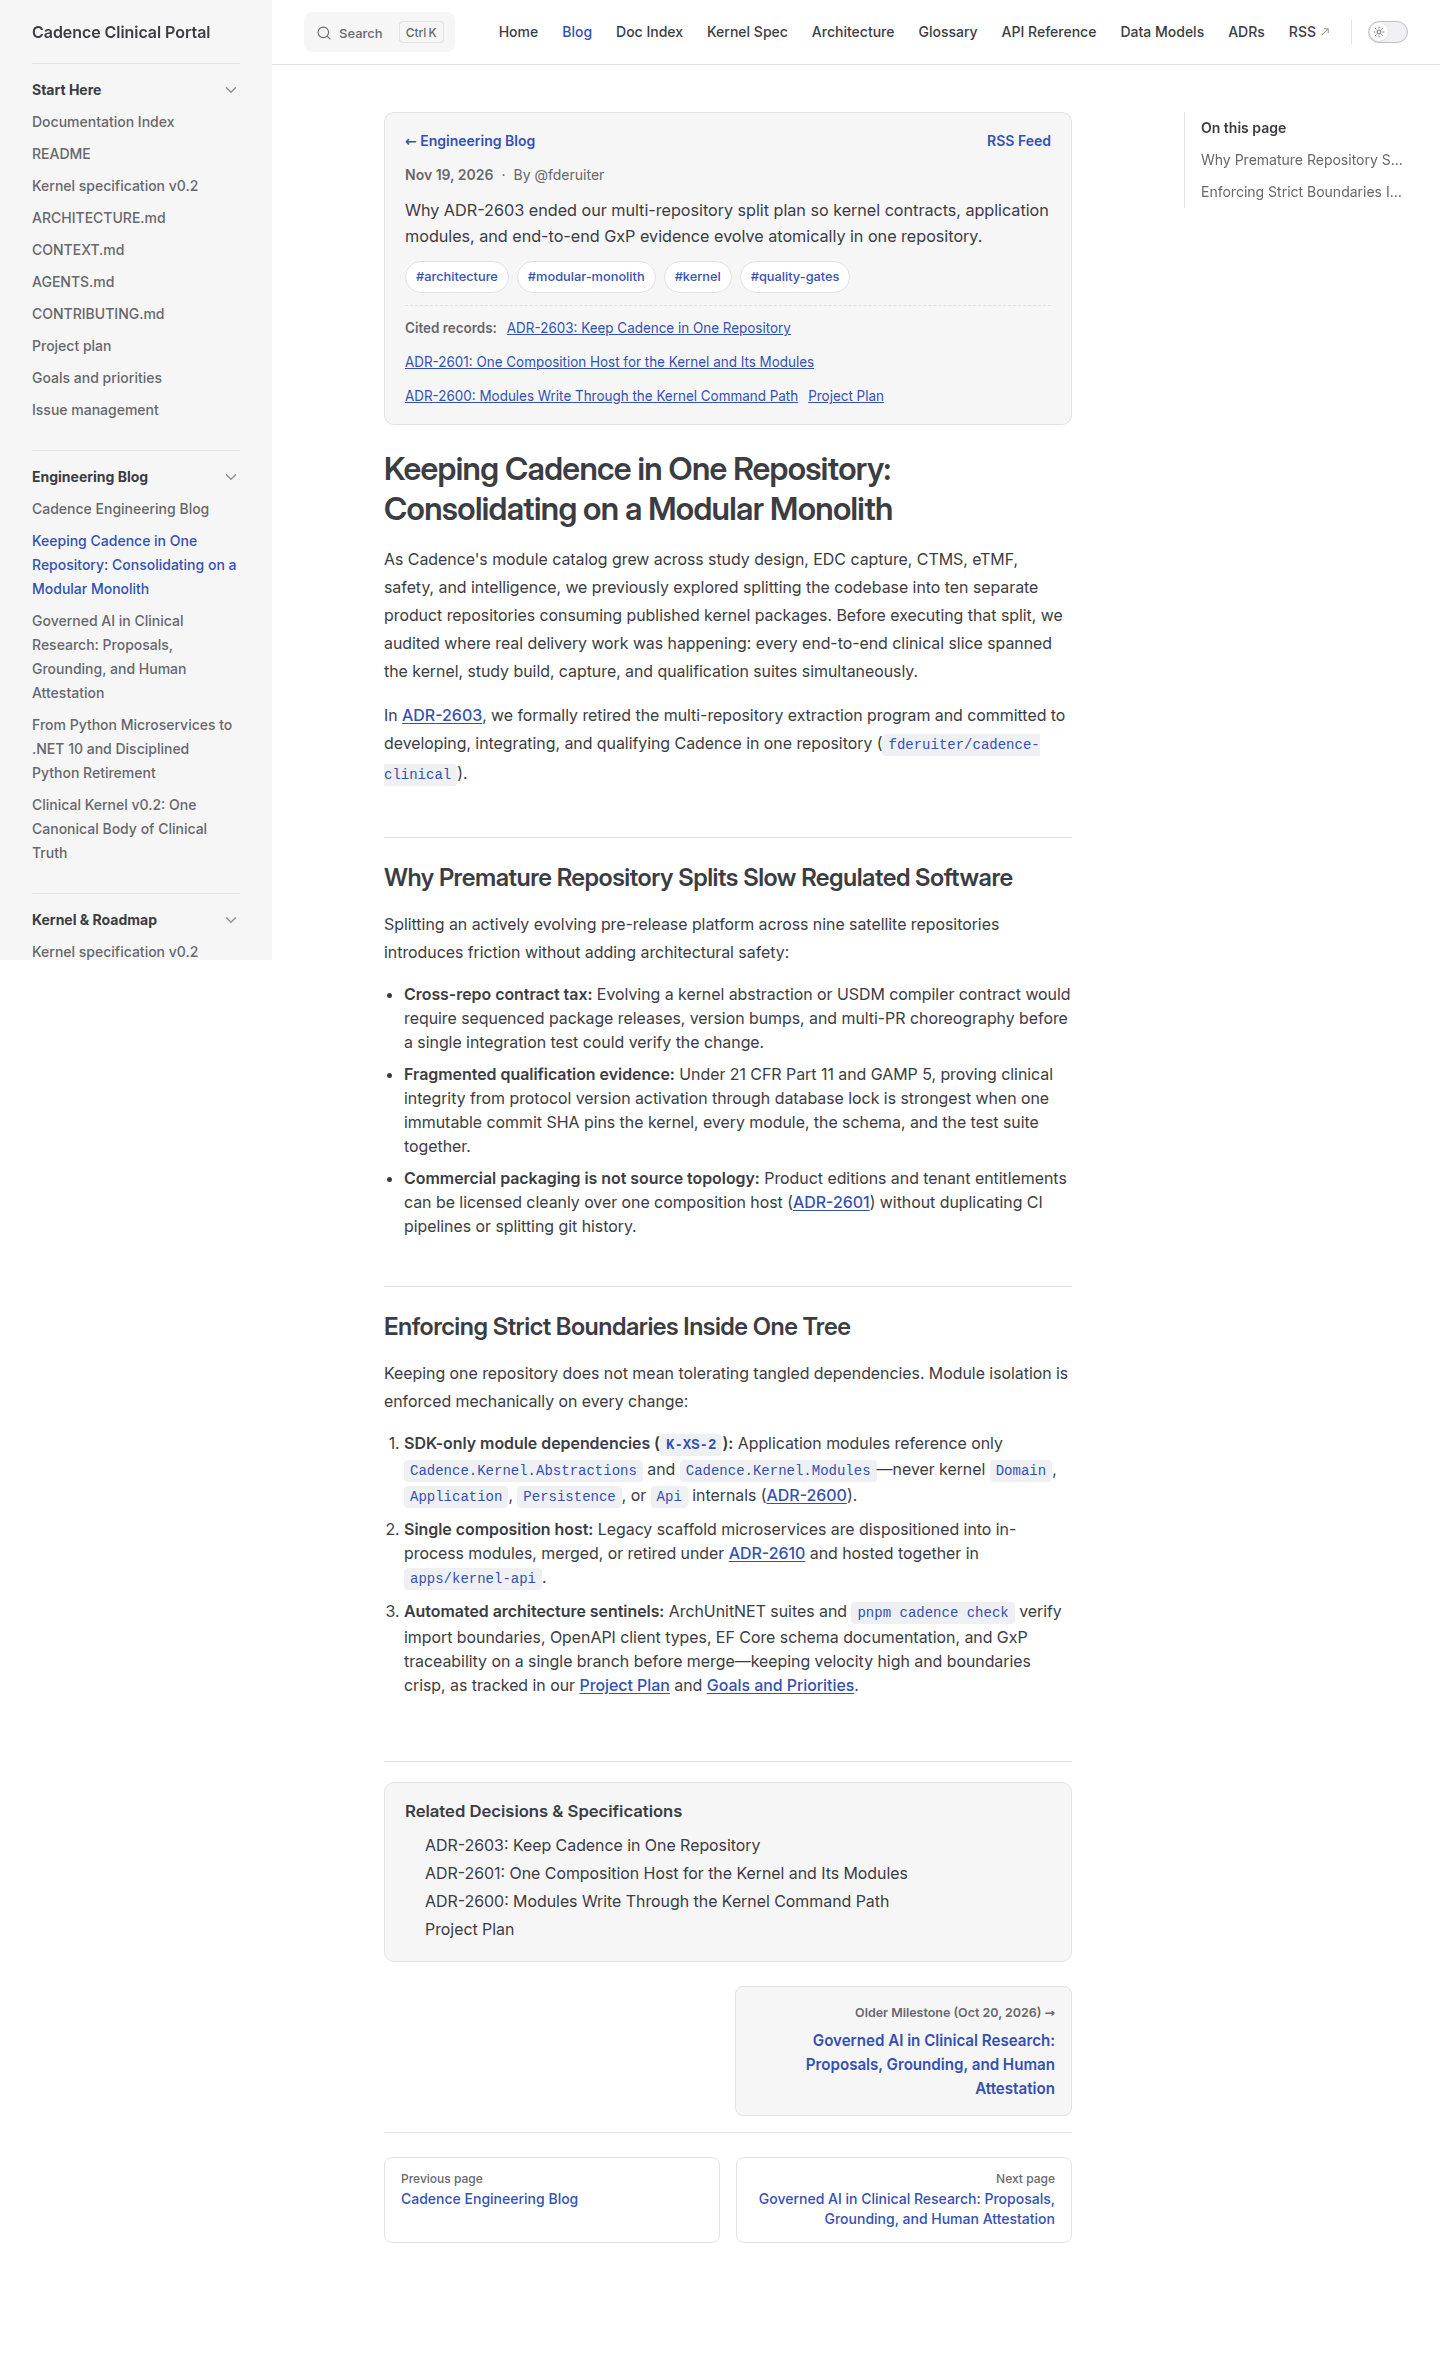 Cadence Clinical Portal
Search Ctrl K
Home Blog Doc Index Kernel Spec Architecture Glossary API Reference Data Models ADRs RSS
Start Here
Documentation Index
README
Kernel specification v0.2
ARCHITECTURE.md
CONTEXT.md
AGENTS.md
CONTRIBUTING.md
Project plan
Goals and priorities
Issue management
Engineering Blog
Cadence Engineering Blog
Keeping Cadence in One
Repository: Consolidating on a
Modular Monolith
Governed AI in Clinical
Research: Proposals,
Grounding, and Human
Attestation
From Python Microservices to
.NET 10 and Disciplined
Python Retirement
Clinical Kernel v0.2: One
Canonical Body of Clinical
Truth
Kernel & Roadmap
Kernel specification v0.2
← Engineering Blog RSS Feed
Nov 19, 2026 · By @fderuiter
Why ADR-2603 ended our multi-repository split plan so kernel contracts, application
modules, and end-to-end GxP evidence evolve atomically in one repository.
#architecture #modular-monolith #kernel #quality-gates
Cited records: ADR-2603: Keep Cadence in One Repository
ADR-2601: One Composition Host for the Kernel and Its Modules
ADR-2600: Modules Write Through the Kernel Command Path Project Plan
Keeping Cadence in One Repository:
Consolidating on a Modular Monolith
As Cadence's module catalog grew across study design, EDC capture, CTMS, eTMF,
safety, and intelligence, we previously explored splitting the codebase into ten separate
product repositories consuming published kernel packages. Before executing that split, we
audited where real delivery work was happening: every end-to-end clinical slice spanned
the kernel, study build, capture, and qualification suites simultaneously.
In ADR-2603, we formally retired the multi-repository extraction program and committed to
developing, integrating, and qualifying Cadence in one repository ( fderuiter/cadence-
clinical ).
Why Premature Repository Splits Slow Regulated Software
Splitting an actively evolving pre-release platform across nine satellite repositories
introduces friction without adding architectural safety:
• Cross-repo contract tax: Evolving a kernel abstraction or USDM compiler contract would
require sequenced package releases, version bumps, and multi-PR choreography before
a single integration test could verify the change.
• Fragmented qualification evidence: Under 21 CFR Part 11 and GAMP 5, proving clinical
integrity from protocol version activation through database lock is strongest when one
immutable commit SHA pins the kernel, every module, the schema, and the test suite
together.
• Commercial packaging is not source topology: Product editions and tenant entitlements
can be licensed cleanly over one composition host (ADR-2601) without duplicating CI
pipelines or splitting git history.
Enforcing Strict Boundaries Inside One Tree
Keeping one repository does not mean tolerating tangled dependencies. Module isolation is
enforced mechanically on every change:
1. SDK-only module dependencies ( K-XS-2 ): Application modules reference only
Cadence.Kernel.Abstractions and Cadence.Kernel.Modules —never kernel Domain ,
Application , Persistence , or Api internals (ADR-2600).
2. Single composition host: Legacy scaffold microservices are dispositioned into in-
process modules, merged, or retired under ADR-2610 and hosted together in
apps/kernel-api .
3. Automated architecture sentinels: ArchUnitNET suites and pnpm cadence check verify
import boundaries, OpenAPI client types, EF Core schema documentation, and GxP
traceability on a single branch before merge—keeping velocity high and boundaries
crisp, as tracked in our Project Plan and Goals and Priorities.
Related Decisions & Specifications
ADR-2603: Keep Cadence in One Repository
ADR-2601: One Composition Host for the Kernel and Its Modules
ADR-2600: Modules Write Through the Kernel Command Path
Project Plan
Older Milestone (Oct 20, 2026) →
Governed AI in Clinical Research:
Proposals, Grounding, and Human
Attestation
Previous page
Cadence Engineering Blog
Next page
Governed AI in Clinical Research: Proposals,
Grounding, and Human Attestation
On this page
Why Premature Repository S...
Enforcing Strict Boundaries I...